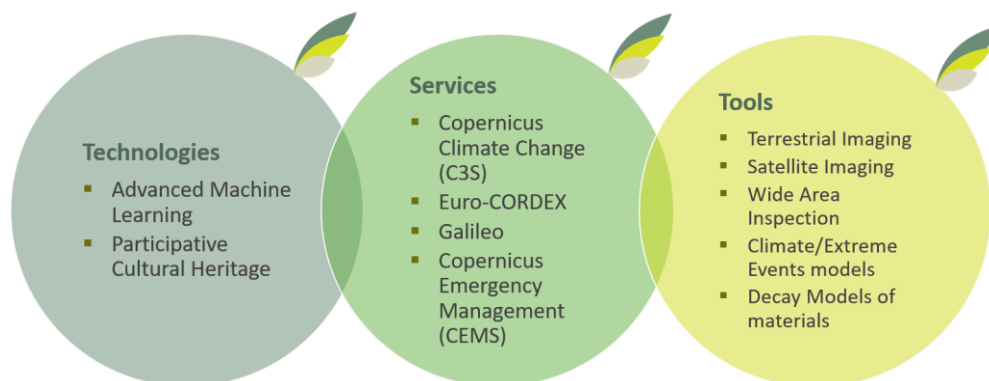 Technologies
▪ Advanced Machine
Learning
▪ Participative
Cultural Heritage
Services
▪ Copernicus
Climate Change
(C3S)
▪ Euro-CORDEX
▪ Galileo
▪ Copernicus
Emergency
Management
(CEMS)
Tools
▪ Terrestrial Imaging
▪ Satellite Imaging
▪ Wide Area
Inspection
▪ Climate/Extreme
Events models
▪ Decay Models of
materials